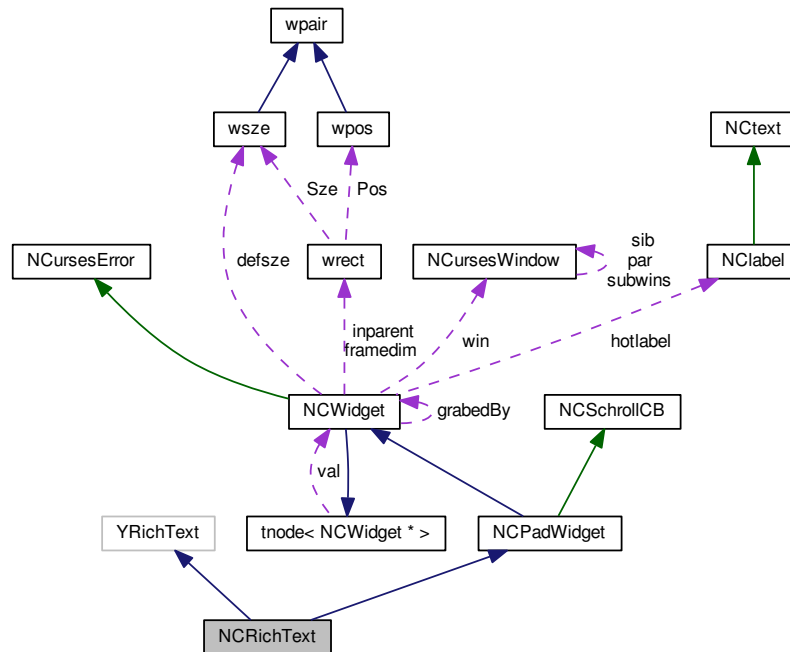 wpair
wsze
wpos
NCtext
Sze
Pos
NCursesError
defsze
wrect
NCursesWindow
sib
par
subwins
NClabel
inparent
framedim
win
hotlabel
NCWidget
grabedBy
NCSchrollCB
val
YRichText
tnode< NCWidget * >
NCPadWidget
NCRichText